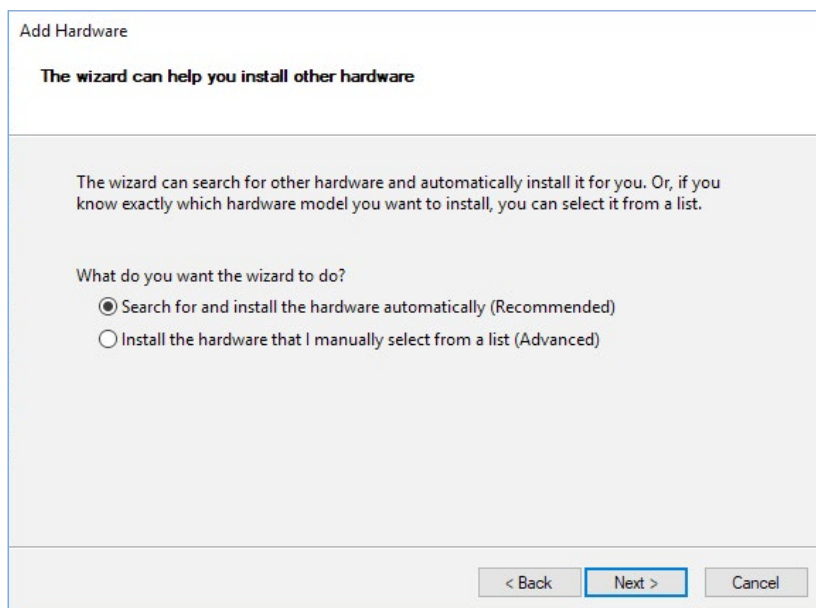 Add Hardware
The wizard can help you install other hardware
The wizard can search for other hardware and automatically install it for you. Or, if you
know exactly which hardware model you want to install, you can select it from a list.
What do you want the wizard to do?
Search for and install the hardware automatically (Recommended)
Install the hardware that I manually select from a list (Advanced)
< Back Next > Cancel